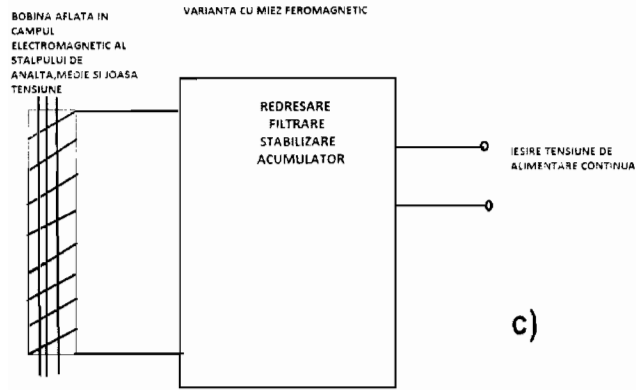 VARIANTA CU MIEZ FEROMAGNETIC
BOBINA AFLATA IN
CAMPUL
ELECTROMAGNETIC AL
STALPULUI DE
ANALTA,MEDIE SI JOASA
TENSIUNE
REDRESARE
FILTRARE
STABILIZARE
ACUMULATOR
IESIRE TENSIUNE DE
ALIMENTARE CONTINUA
c)